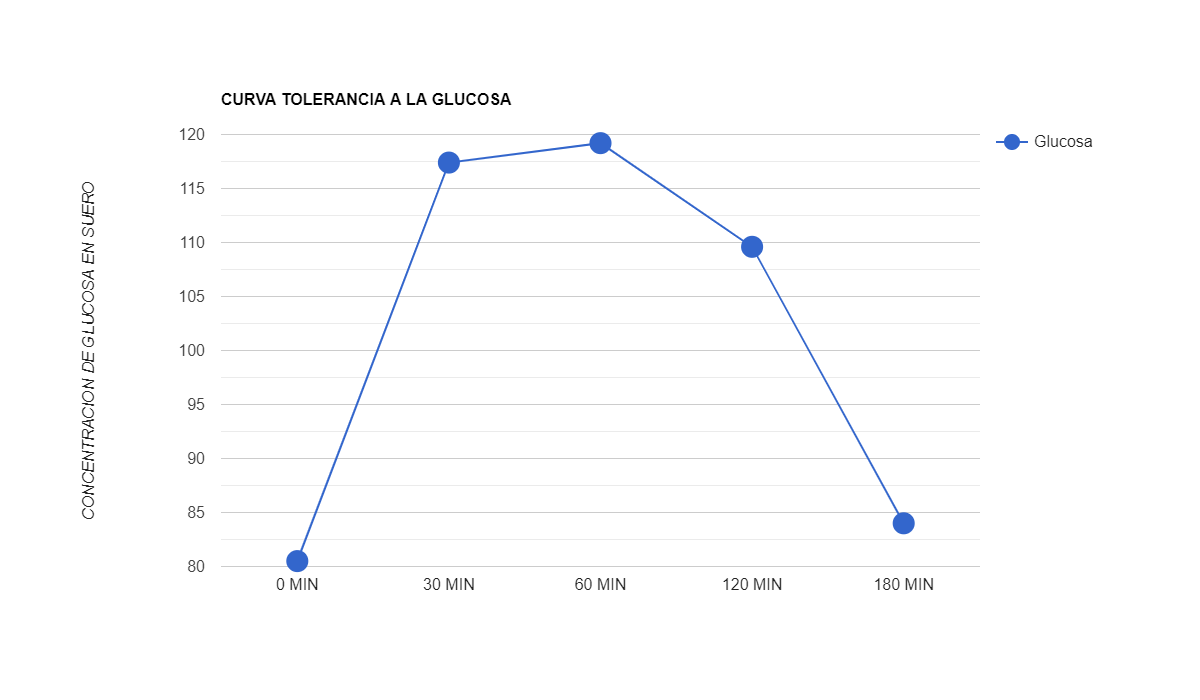 CURVA TOLERANCIA A LA GLUCOSA
Glucosa
CONCENTRACION DE GLUCOSA EN SUERO
120
115
110
105
100
95
90
85
80
0 MIN 30 MIN 60 MIN 120 MIN 180 MIN